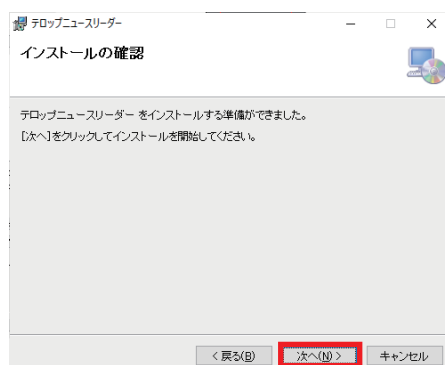 テロップニュースリーダー
インストールの確認
テロップニュースリーダー をインストールする準備ができました。
[次へ]をクリックしてインストールを開始してください。
< 戻る(B)
次へ(N) >
キャンセル